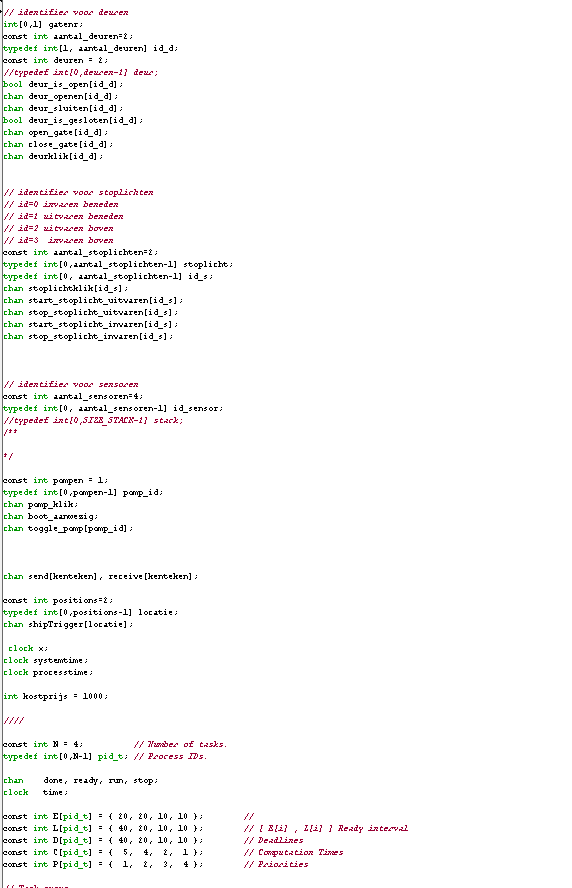 // identifier voor deuren
int[0,1] gatenr;
const int aantal_deuren=2;
typedef int[1, aantal_deuren] id_d;
const int deuren = 2;
//typedef int[0,deuren-1] deur;
bool deur_is_open[id_d];
chan deur_openen[id_d];
chan deur_sluiten[id_d];
bool deur_is_gesloten[id_d];
chan open_gate[id_d];
chan close_gate[id_d];
chan deurklik[id_d];
// identifier voor stoplichten
// id=0 invaren beneden
// id=1 uitvaren beneden
// id=2 uitvaren boven
// id=3  invaren boven
const int aantal_stoplichten=2;
typedef int[0,aantal_stoplichten-1] stoplicht;
typedef int[0, aantal_stoplichten-1] id_s;
chan stoplichtklik[id_s];
chan start_stoplicht_uitvaren[id_s];
chan stop_stoplicht_uitvaren[id_s];
chan start_stoplicht_invaren[id_s];
chan stop_stoplicht_invaren[id_s];
// identifier voor sensoren
const int aantal_sensoren=4;
typedef int[0, aantal_sensoren-1] id_sensor;
//typedef int[0,SIZE_STACK-1] stack;
/**
*/
const int pompen = 1;
typedef int[0,pompen-1] pomp_id;
chan pomp_klik;
chan boot_aanwezig;
chan toggle_pomp[pomp_id];
chan send[kenteken], receive[kenteken];
const int positions=2;
typedef int[0,positions-1] locatie;
chan shipTrigger[locatie];
clock x;
clock systemtime;
clock processtime;
int kostprijs = 1000;
////
const int N = 4;          // Number of tasks.
typedef int[0,N-1] pid_t; // Process IDs.
chan    done, ready, run, stop;
clock   time;
const int E[pid_t] = { 20, 20, 10, 10 };        //
const int L[pid_t] = { 40, 20, 10, 10 };        // [ E[i] , L[i] ] Ready interval
const int D[pid_t] = { 40, 20, 10, 10 };        // Deadlines
const int C[pid_t] = {  5,  4,  2,  1 };        // Computation Times
const int P[pid_t] = {  1,  2,  3,  4 };        // Priorities
// Task queue